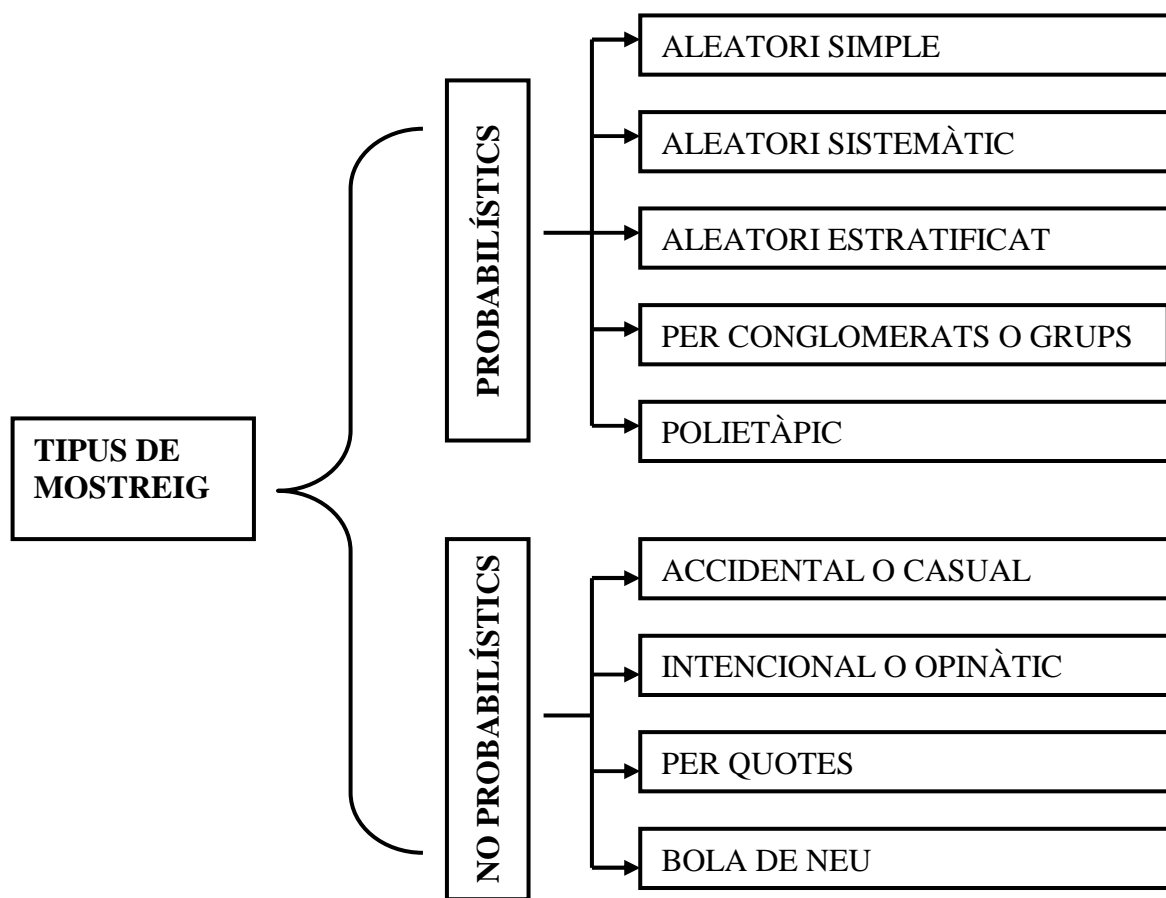 TIPUS DE
MOSTREIG
PROBABILÍSTICS
ALEATORI SIMPLE
ALEATORI SISTEMÀTIC
ALEATORI ESTRATIFICAT
PER CONGLOMERATS O GRUPS
POLIETÀPIC
NO PROBABILÍSTICS
ACCIDENTAL O CASUAL
INTENCIONAL O OPINÀTIC
PER QUOTES
BOLA DE NEU